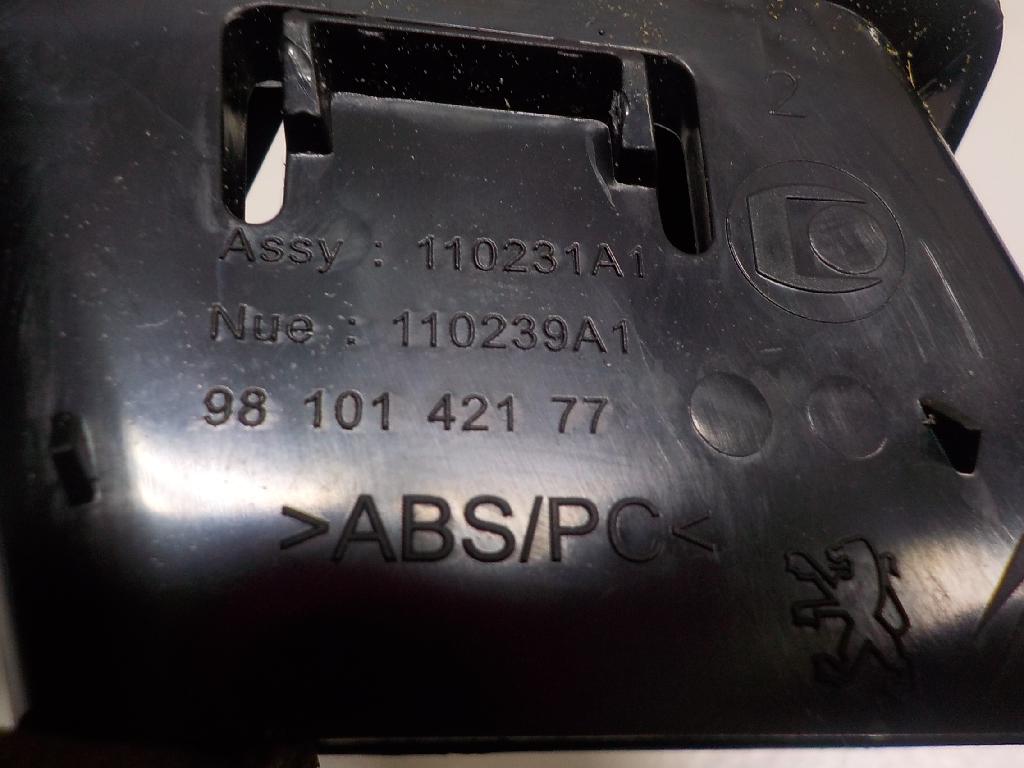 2
Assy : 110231A1
Nue : 110239A1
98 101 421 77
>ABS/PC<